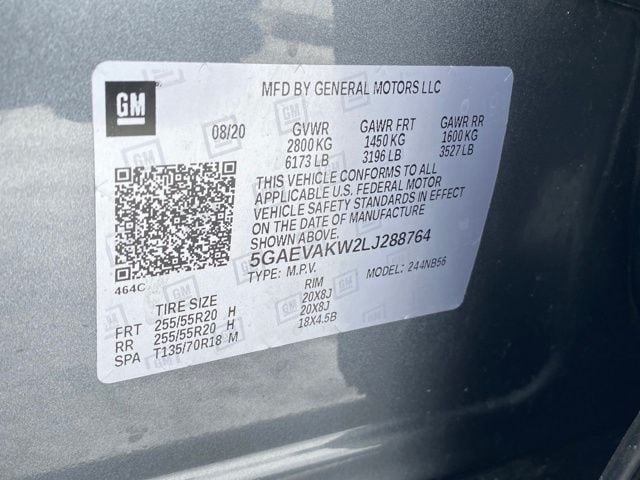 GM
MFD BY GENERAL MOTORS LLC
08/20 GVWR GAWR FRT GAWR RR
2800 KG 1450 KG 1600 KG
6173 LB 3196 LB 3527 LB
THIS VEHICLE CONFORMS TO ALL
APPLICABLE U.S. FEDERAL MOTOR
VEHICLE SAFETY STANDARDS IN EFFECT
ON THE DATE OF MANUFACTURE
SHOWN ABOVE.
5GAEVAKW2LJ288764
TYPE: M.P.V. MODEL: 244NB56
464C
TIRE SIZE RIM
FRT 255/55R20 H 20X8J
RR 255/55R20 H 20X8J
SPA T135/70R18 M 18X4.5B